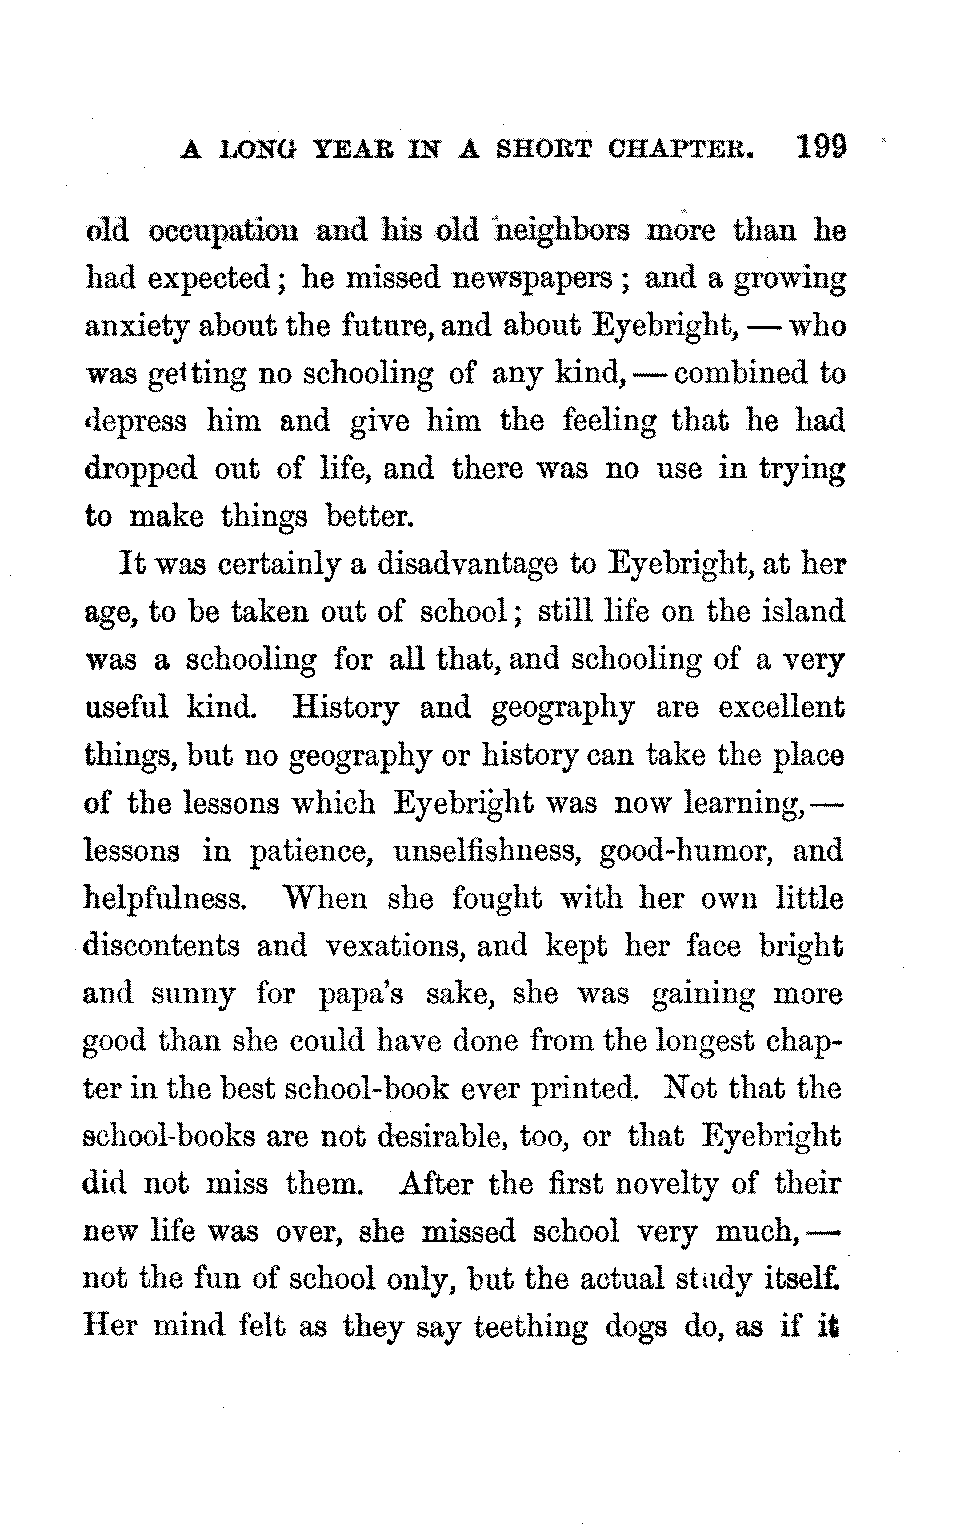 A LONG YEAR IN A SHORT CHAPTER. 199
old occupation and his old neighbors more than he
had expected; he missed newspapers; and a growing
anxiety about the future, and about Eyebright, — who
was getting no schooling of any kind, — combined to
depress him and give him the feeling that he had
dropped out of life, and there was no use in trying
to make things better.
It was certainly a disadvantage to Eyebright, at her
age, to be taken out of school; still life on the island
was a schooling for all that, and schooling of a very
useful kind. History and geography are excellent
things, but no geography or history can take the place
of the lessons which Eyebright was now learning, —
lessons in patience, unselfishness, good-humor, and
helpfulness. When she fought with her own little
discontents and vexations, and kept her face bright
and sunny for papa's sake, she was gaining more
good than she could have done from the longest chap-
ter in the best school-book ever printed. Not that the
school-books are not desirable, too, or that Eyebright
did not miss them. After the first novelty of their
new life was over, she missed school very much, —
not the fun of school only, but the actual study itself.
Her mind felt as they say teething dogs do, as if it